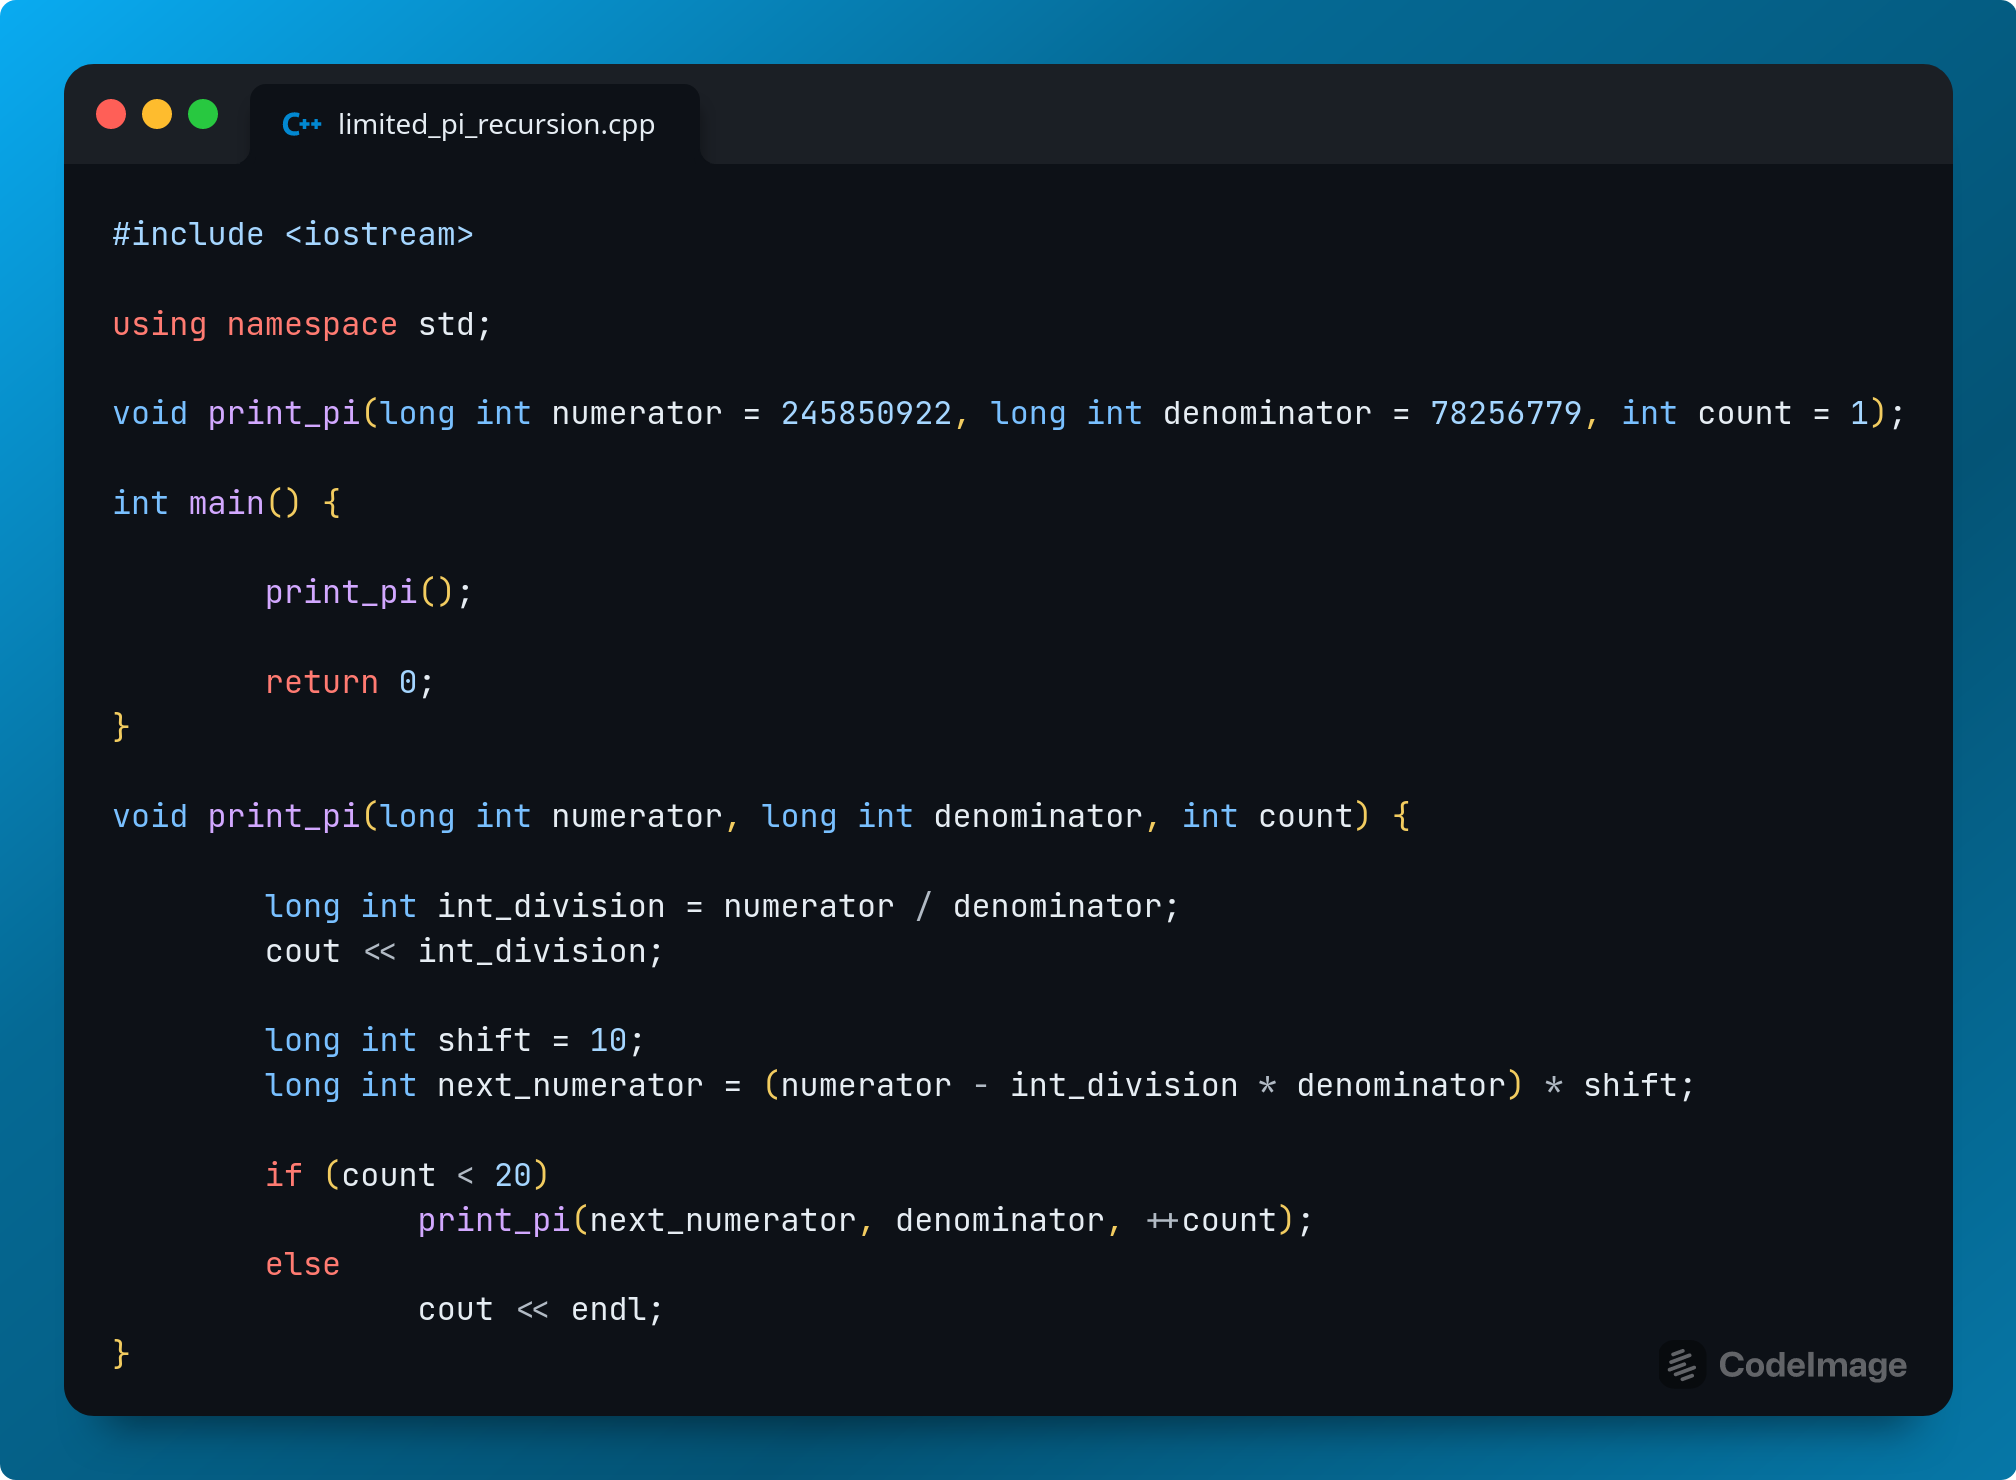 C++ limited_pi_recursion.cpp
#include <iostream>
using namespace std;
void print_pi(long int numerator = 245850922, long int denominator = 78256779, int count = 1);
int main() {
print_pi();
return 0;
}
void print_pi(long int numerator, long int denominator, int count) {
long int int_division = numerator / denominator;
cout << int_division;
long int shift = 10;
long int next_numerator = (numerator - int_division * denominator) * shift;
if (count < 20)
print_pi(next_numerator, denominator, ++count);
else
cout << endl;
}
CodeImage